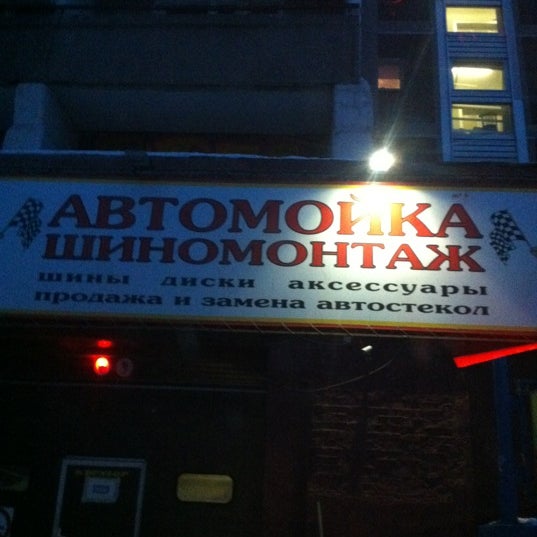 АВТОМОЙКА
ШИНОМОНТАЖ
шины диски аксессуары
продажа и замена автостекол